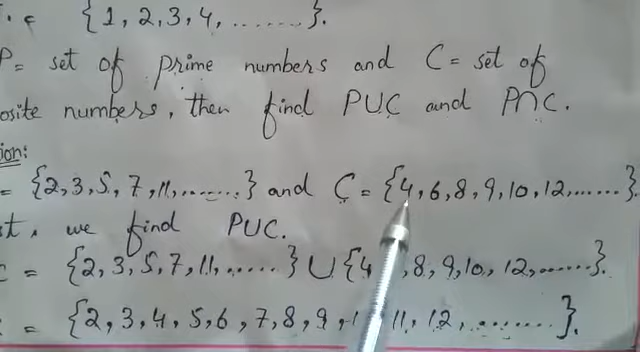 {1, 2, 3, 4, .......}.
P= set of prime numbers and C= set of
osite numbers, then find PUC and P∩C.
ion:
= {2,3,5,7,11,.......} and C = {4,6,8,9,10,12,......}.
t, we find PUC.
C = {2,3,5,7,11,.....} U {4 ,8,9,10,12,......}.
= {2,3,4,5,6,7,8,9,1 11,12,........}.